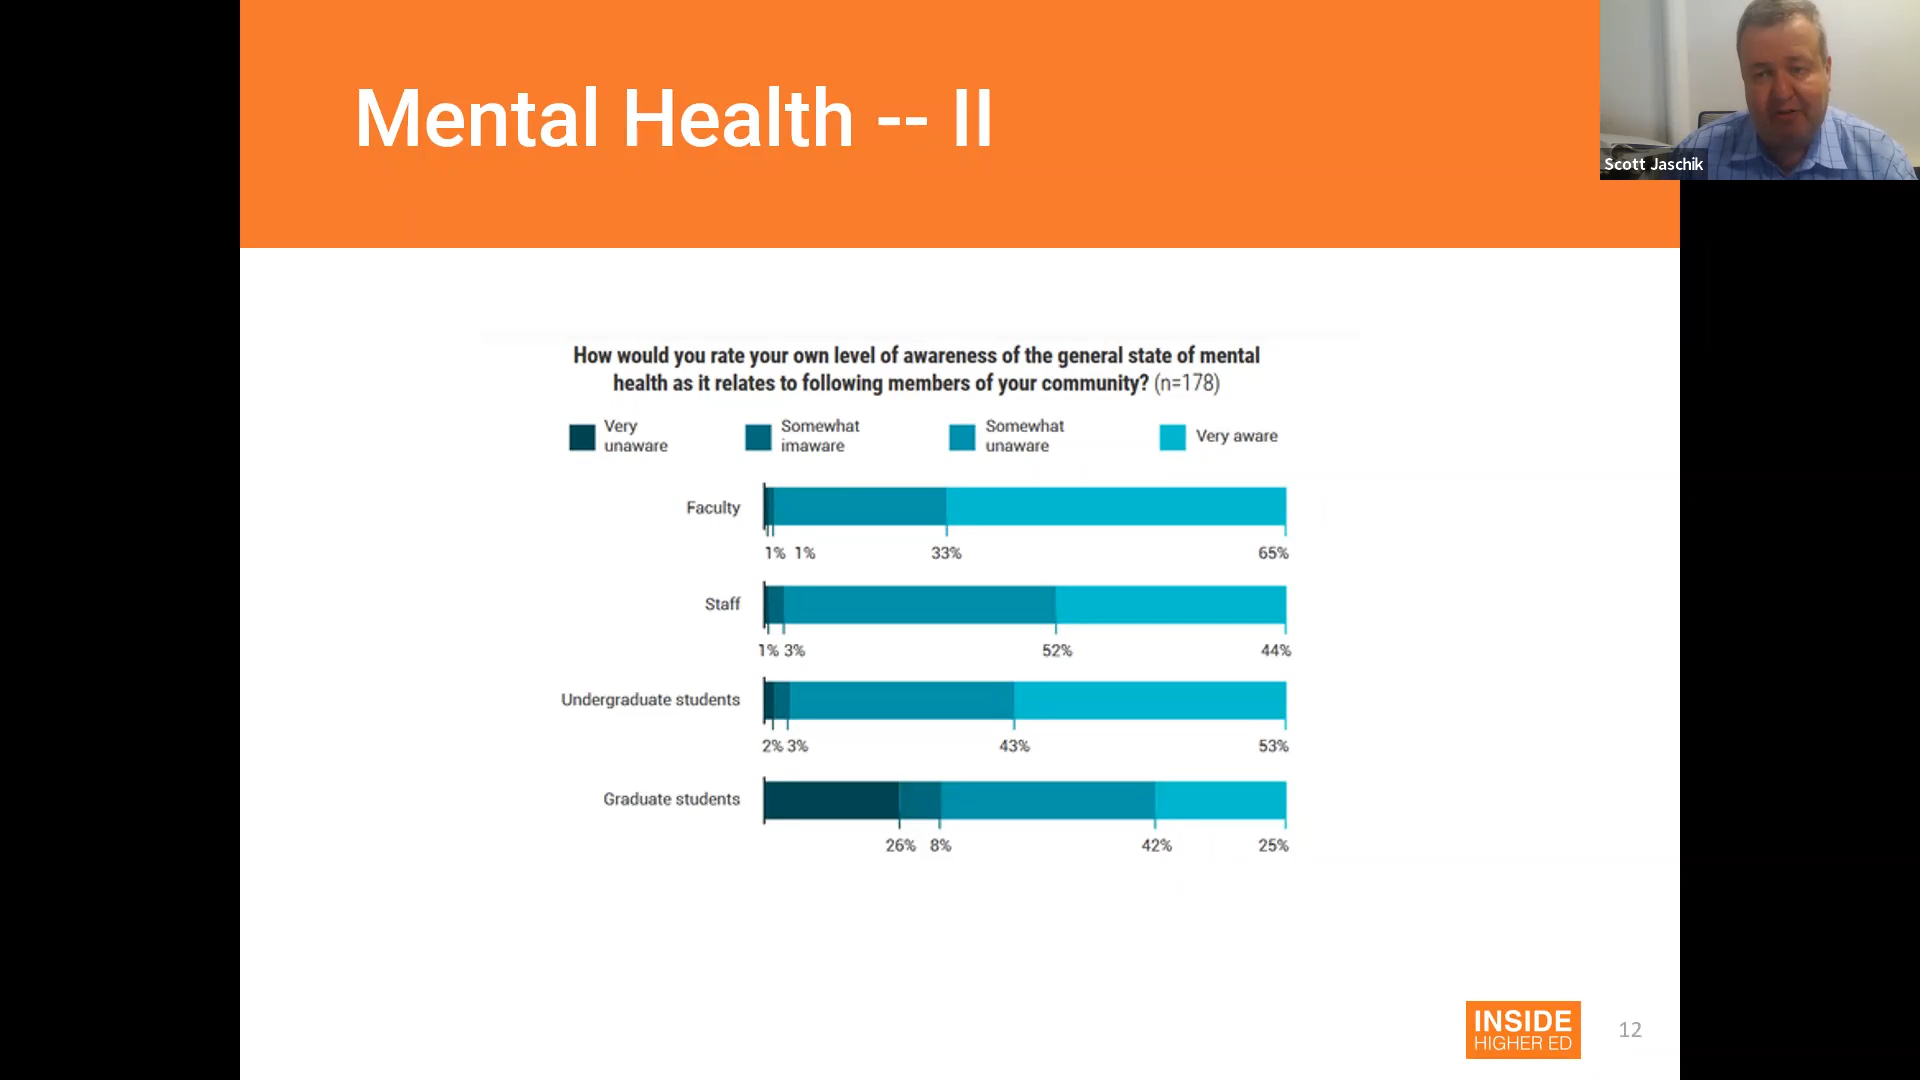 Mental Health -- II
Scott Jaschik
How would you rate your own level of awareness of the general state of mental
health as it relates to following members of your community? (n=178)
Very
unaware
Somewhat
imaware
Somewhat
unaware
Very aware
Faculty
1% 1% 33% 65%
Staff
1% 3% 52% 44%
Undergraduate students
2% 3% 43% 53%
Graduate students
26% 8% 42% 25%
INSIDE
HIGHER ED
12